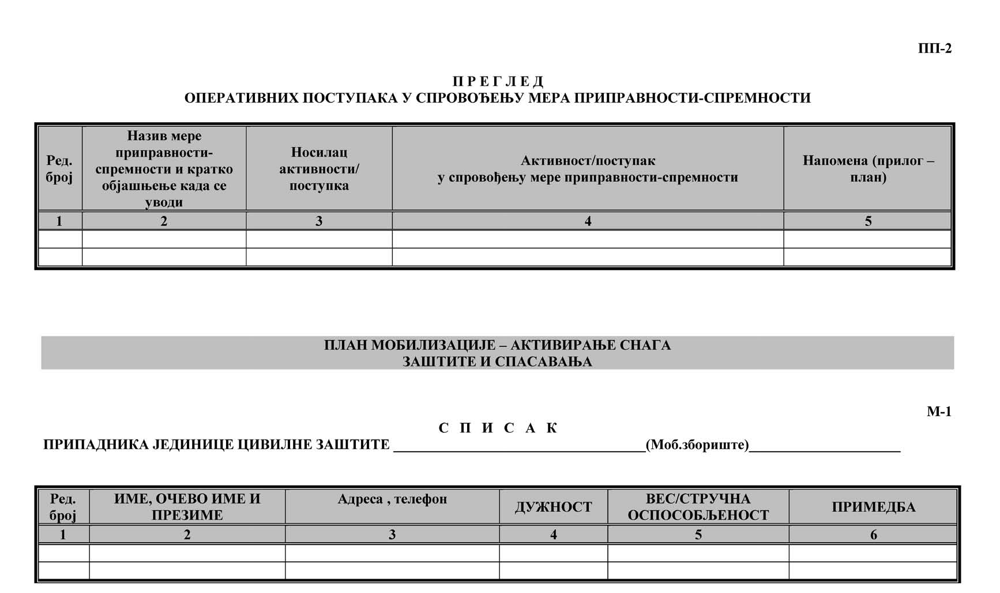 ПП-2
П Р Е Г Л Е Д
ОПЕРАТИВНИХ ПОСТУПАКА У СПРОВОЂЕЊУ МЕРА ПРИПРАВНОСТИ-СПРЕМНОСТИ
Ред.
број
Назив мере
приправности-
спремности и кратко
објашњење када се
уводи
Носилац
активности/
поступка
Активност/поступак
у спровођењу мере приправности-спремности
Напомена (прилог –
план)
1 2 3 4 5
ПЛАН МОБИЛИЗАЦИЈЕ – АКТИВИРАЊЕ СНАГА
ЗАШТИТЕ И СПАСАВАЊА
М-1
С П И С А К
ПРИПАДНИКА ЈЕДИНИЦЕ ЦИВИЛНЕ ЗАШТИТЕ ___________________________________(Моб.збориште)_____________________
Ред.
број
ИМЕ, ОЧЕВО ИМЕ И
ПРЕЗИМЕ
Адреса , телефон
ДУЖНОСТ
ВЕС/СТРУЧНА
ОСПОСОБЉЕНОСТ
ПРИМЕДБА
1 2 3 4 5 6